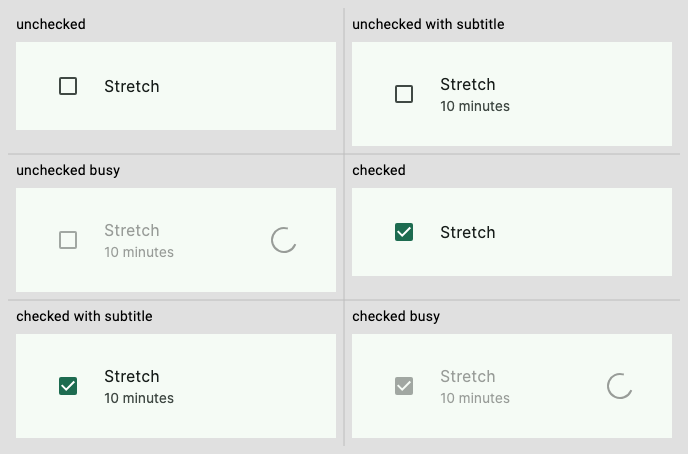 unchecked
Stretch
unchecked with subtitle
Stretch
10 minutes
unchecked busy
Stretch
10 minutes
checked
Stretch
checked with subtitle
Stretch
10 minutes
checked busy
Stretch
10 minutes